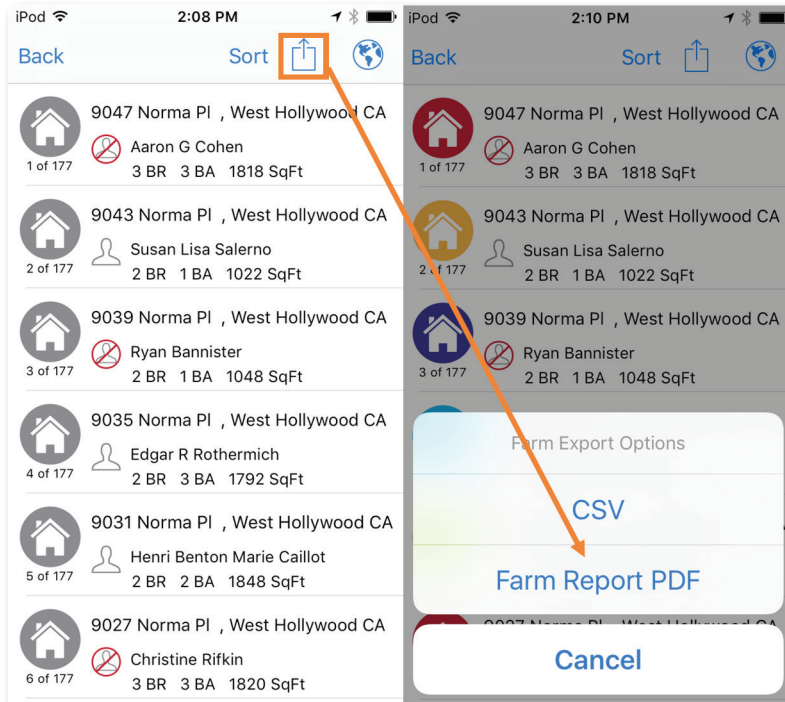 iPod 2:08 PM
Back Sort
9047 Norma Pl , West Hollywood CA
Aaron G Cohen
1 of 177
3 BR 3 BA 1818 SqFt
9043 Norma Pl , West Hollywood CA
Susan Lisa Salerno
2 of 177
2 BR 1 BA 1022 SqFt
9039 Norma Pl , West Hollywood CA
Ryan Bannister
3 of 177
2 BR 1 BA 1048 SqFt
9035 Norma Pl , West Hollywood CA
Edgar R Rothermich
4 of 177
2 BR 3 BA 1792 SqFt
9031 Norma Pl , West Hollywood CA
Henri Benton Marie Caillot
5 of 177
2 BR 2 BA 1848 SqFt
9027 Norma Pl , West Hollywood CA
Christine Rifkin
6 of 177
3 BR 3 BA 1820 SqFt
iPod 2:10 PM
Back Sort
9047 Norma Pl , West Hollywood CA
Aaron G Cohen
1 of 177
3 BR 3 BA 1818 SqFt
9043 Norma Pl , West Hollywood CA
Susan Lisa Salerno
2 of 177
2 BR 1 BA 1022 SqFt
9039 Norma Pl , West Hollywood CA
Ryan Bannister
3 of 177
2 BR 1 BA 1048 SqFt
Farm Export Options
CSV
Farm Report PDF
9027 Norma Pl , West Hollywood CA
Cancel